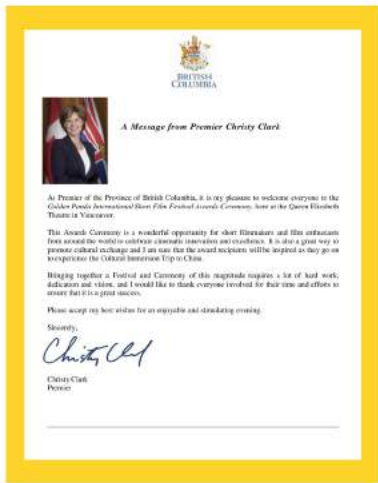 BRITISH
COLUMBIA
A Message from Premier Christy Clark
As Premier of the Province of British Columbia, it is my pleasure to welcome everyone to the
Golden Panda International Short Film Festival Awards Ceremony, here at the Queen Elizabeth
Theatre in Vancouver.
This Awards Ceremony is a wonderful opportunity for short filmmakers and film enthusiasts
from around the world to celebrate cinematic innovation and excellence. It is also a great way to
promote cultural exchange and I am sure that the award recipients will be inspired as they go on
to experience the Cultural Immersion Trip to China.
Bringing together a Festival and Ceremony of this magnitude requires a lot of hard work,
dedication and vision, and I would like to thank everyone involved for their time and efforts to
ensure that it is a great success.
Please accept my best wishes for an enjoyable and stimulating evening.
Sincerely,
Christy Clark
Christy Clark
Premier